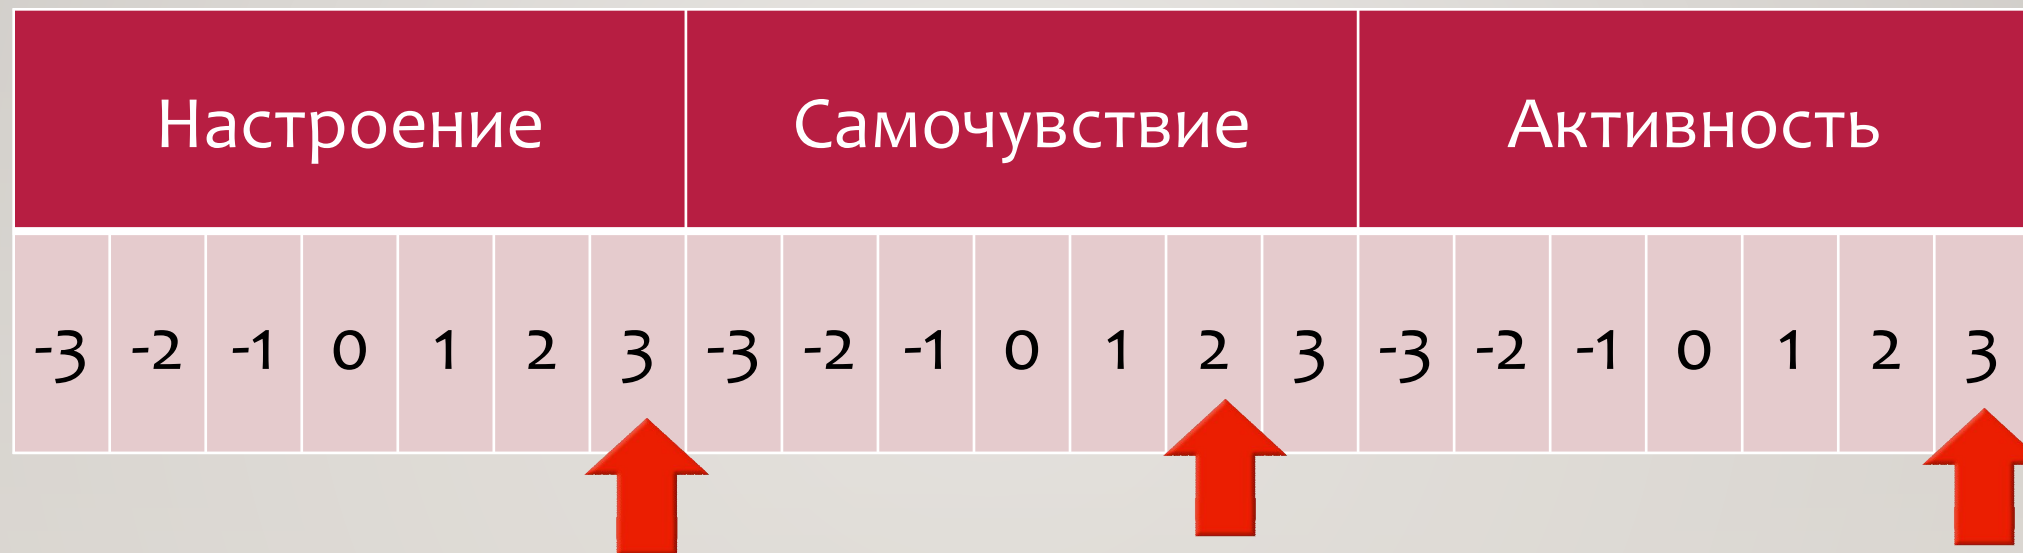 Настроение Самочувствие Активность
-3 -2 -1 0 1 2 3 -3 -2 -1 0 1 2 3 -3 -2 -1 0 1 2 3